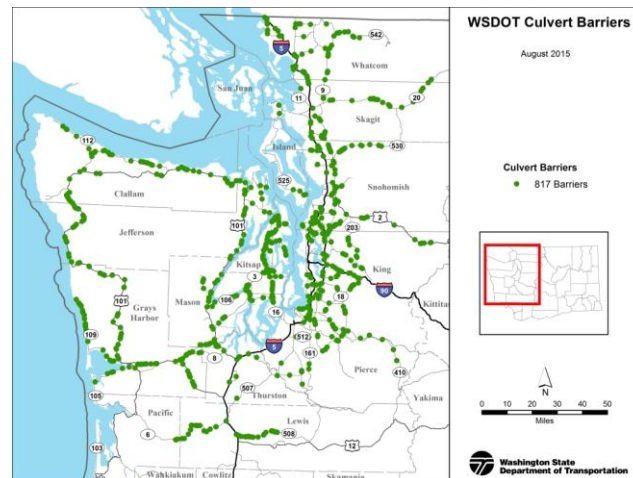 WSDOT Culvert Barriers
August 2015
Culvert Barriers
817 Barriers
N
0 10 20 30 40 50
Miles
Washington State
Department of Transportation
5
542
Whatcom
San Juan
11
9
20
Skagit
112
Island
530
525
Clallam
Snohomish
101
2
Jefferson
203
Kitsap
King
3
90
Mason
Kittitas
101
Grays
Harbor
106
18
16
109
5
512
8
161
Pierce
410
105
507
Thurston
Yakima
Pacific
Lewis
6
508
12
103
Wahkiakum
Cowlitz
Skamania